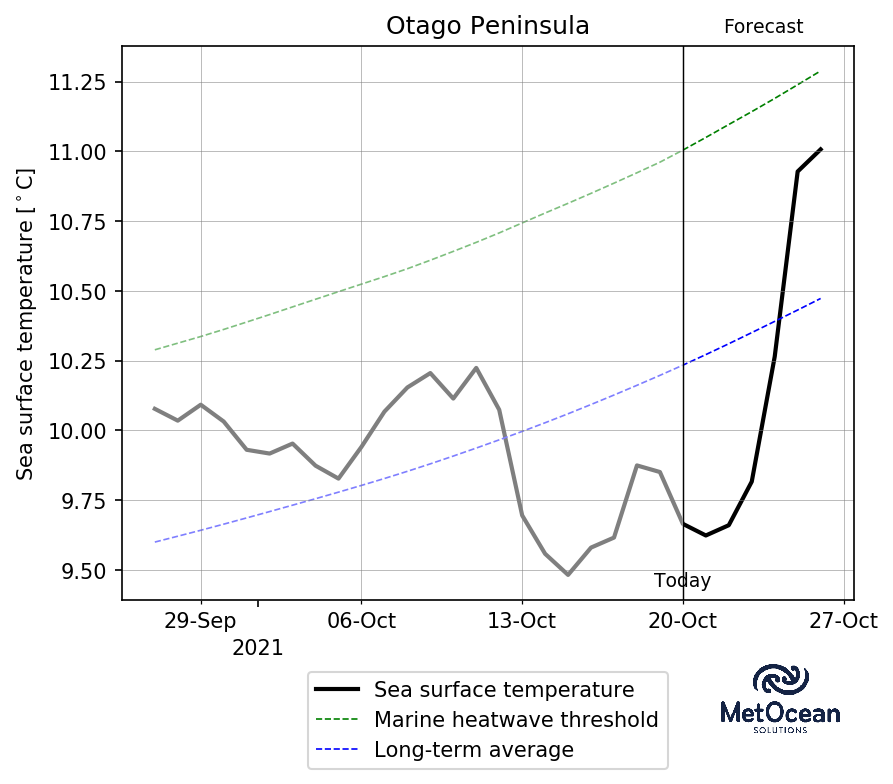 Otago Peninsula
Forecast
Sea surface temperature [°C]
11.25
11.00
10.75
10.50
10.25
10.00
9.75
9.50
Today
29-Sep 06-Oct 13-Oct 20-Oct 27-Oct
2021
Sea surface temperature
Marine heatwave threshold
Long-term average
MetOcean
SOLUTIONS